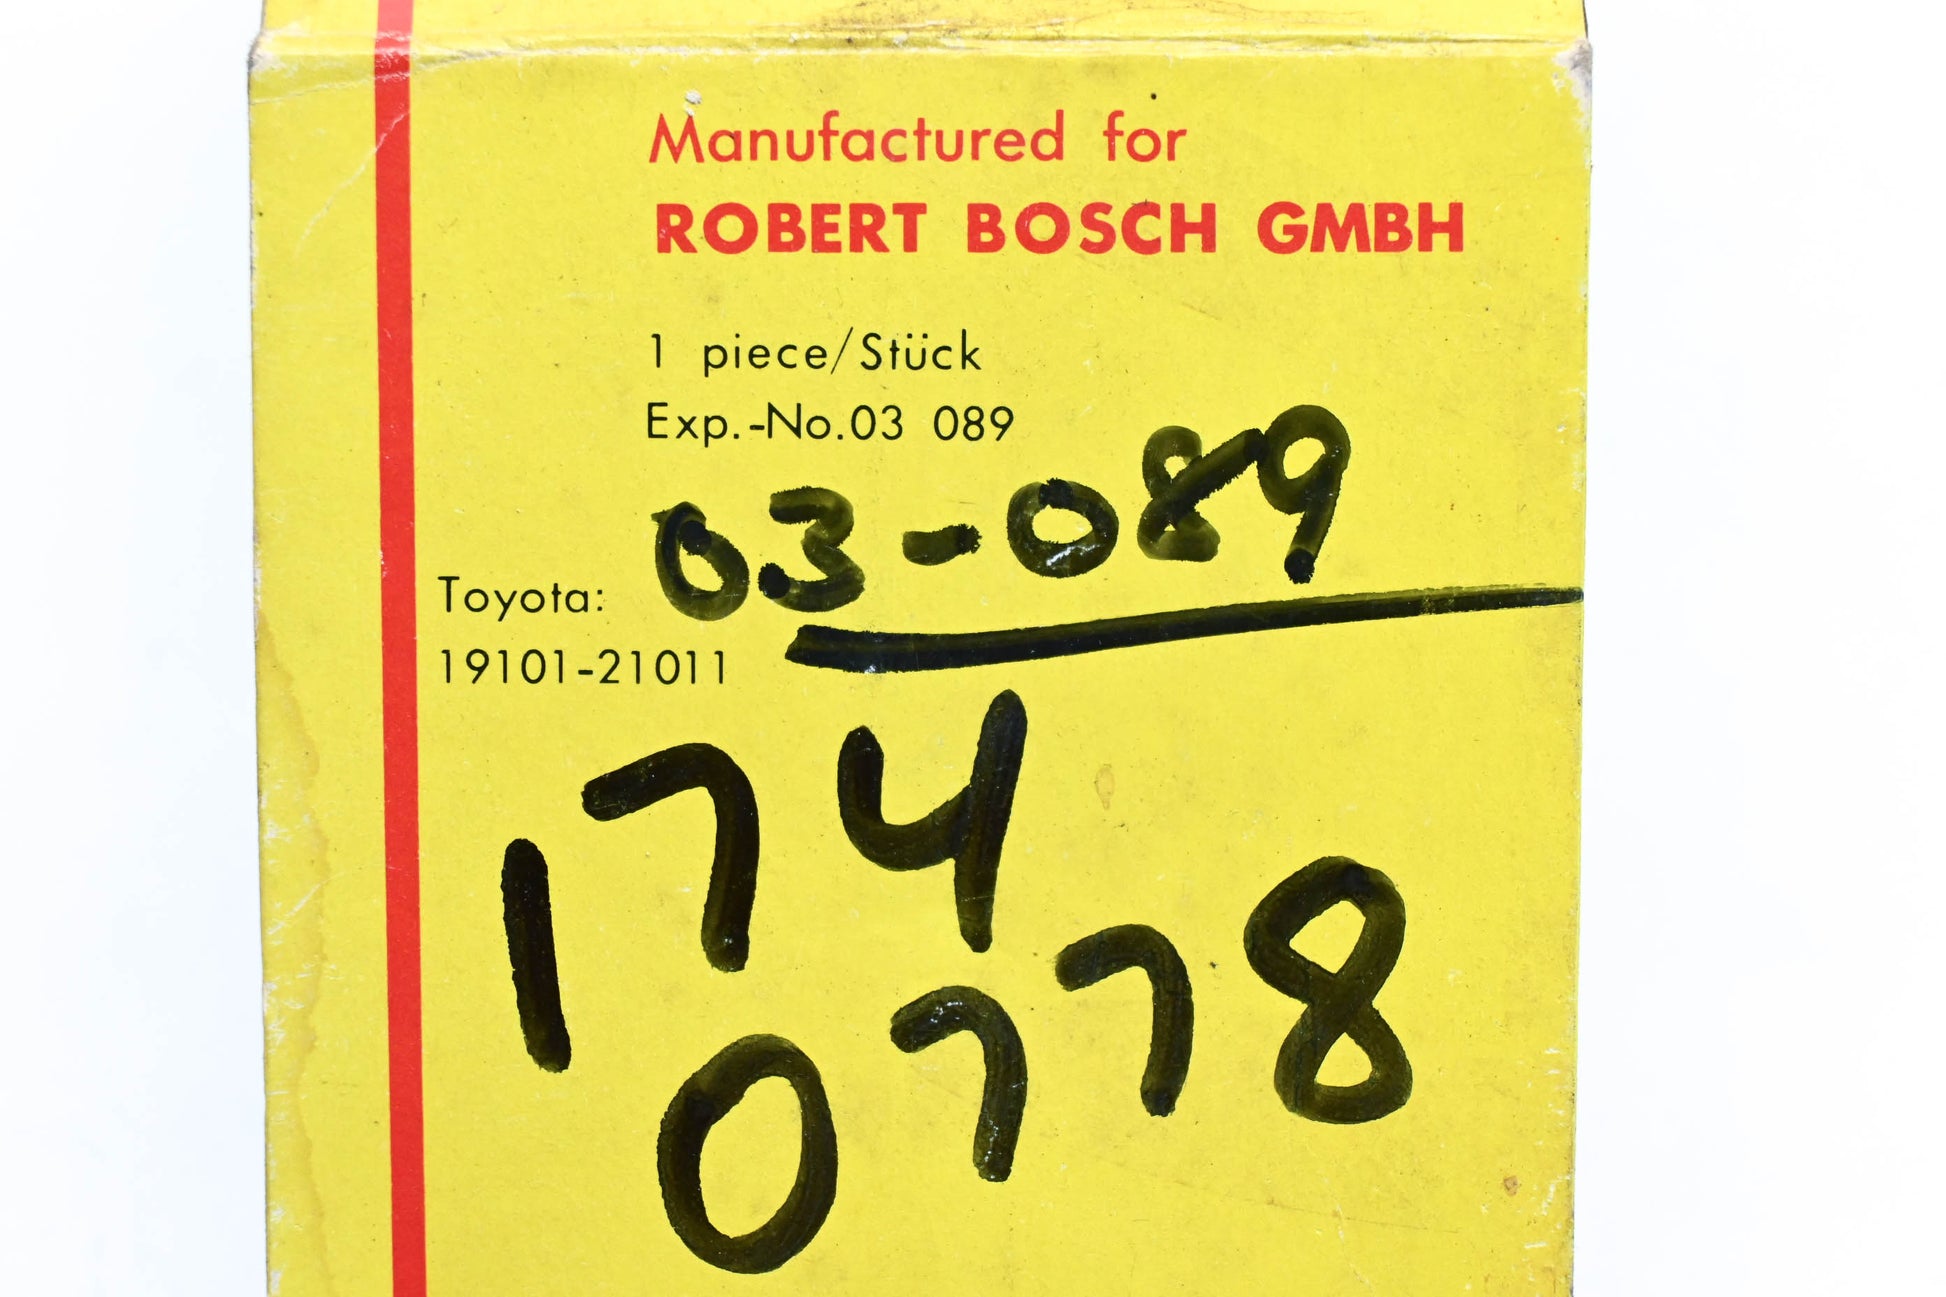 Manufactured for
ROBERT BOSCH GMBH
1 piece/Stück
Exp.-No.03 089
03-089
Toyota:
19101-21011
174
0778